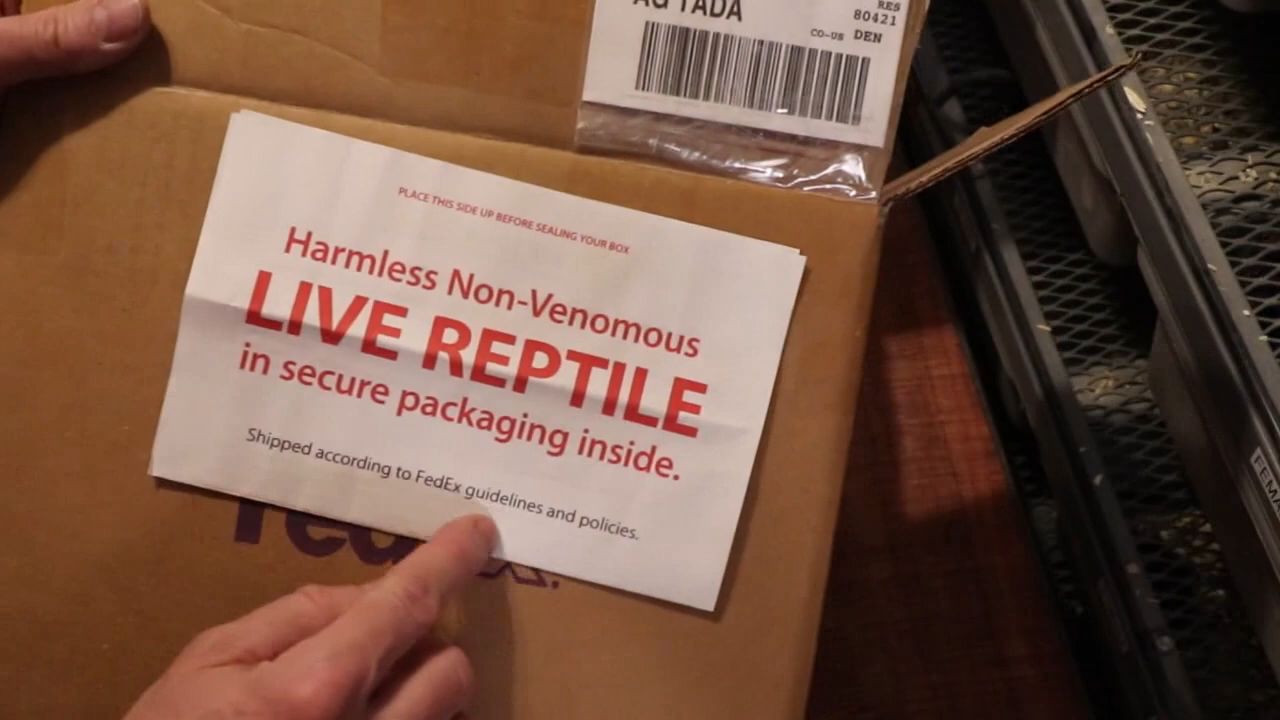 AG TADA
RES
80421
CO-US DEN
PLACE THIS SIDE UP BEFORE SEALING YOUR BOX
Harmless Non-Venomous
LIVE REPTILE
in secure packaging inside.
Shipped according to FedEx guidelines and policies.
FedEx.